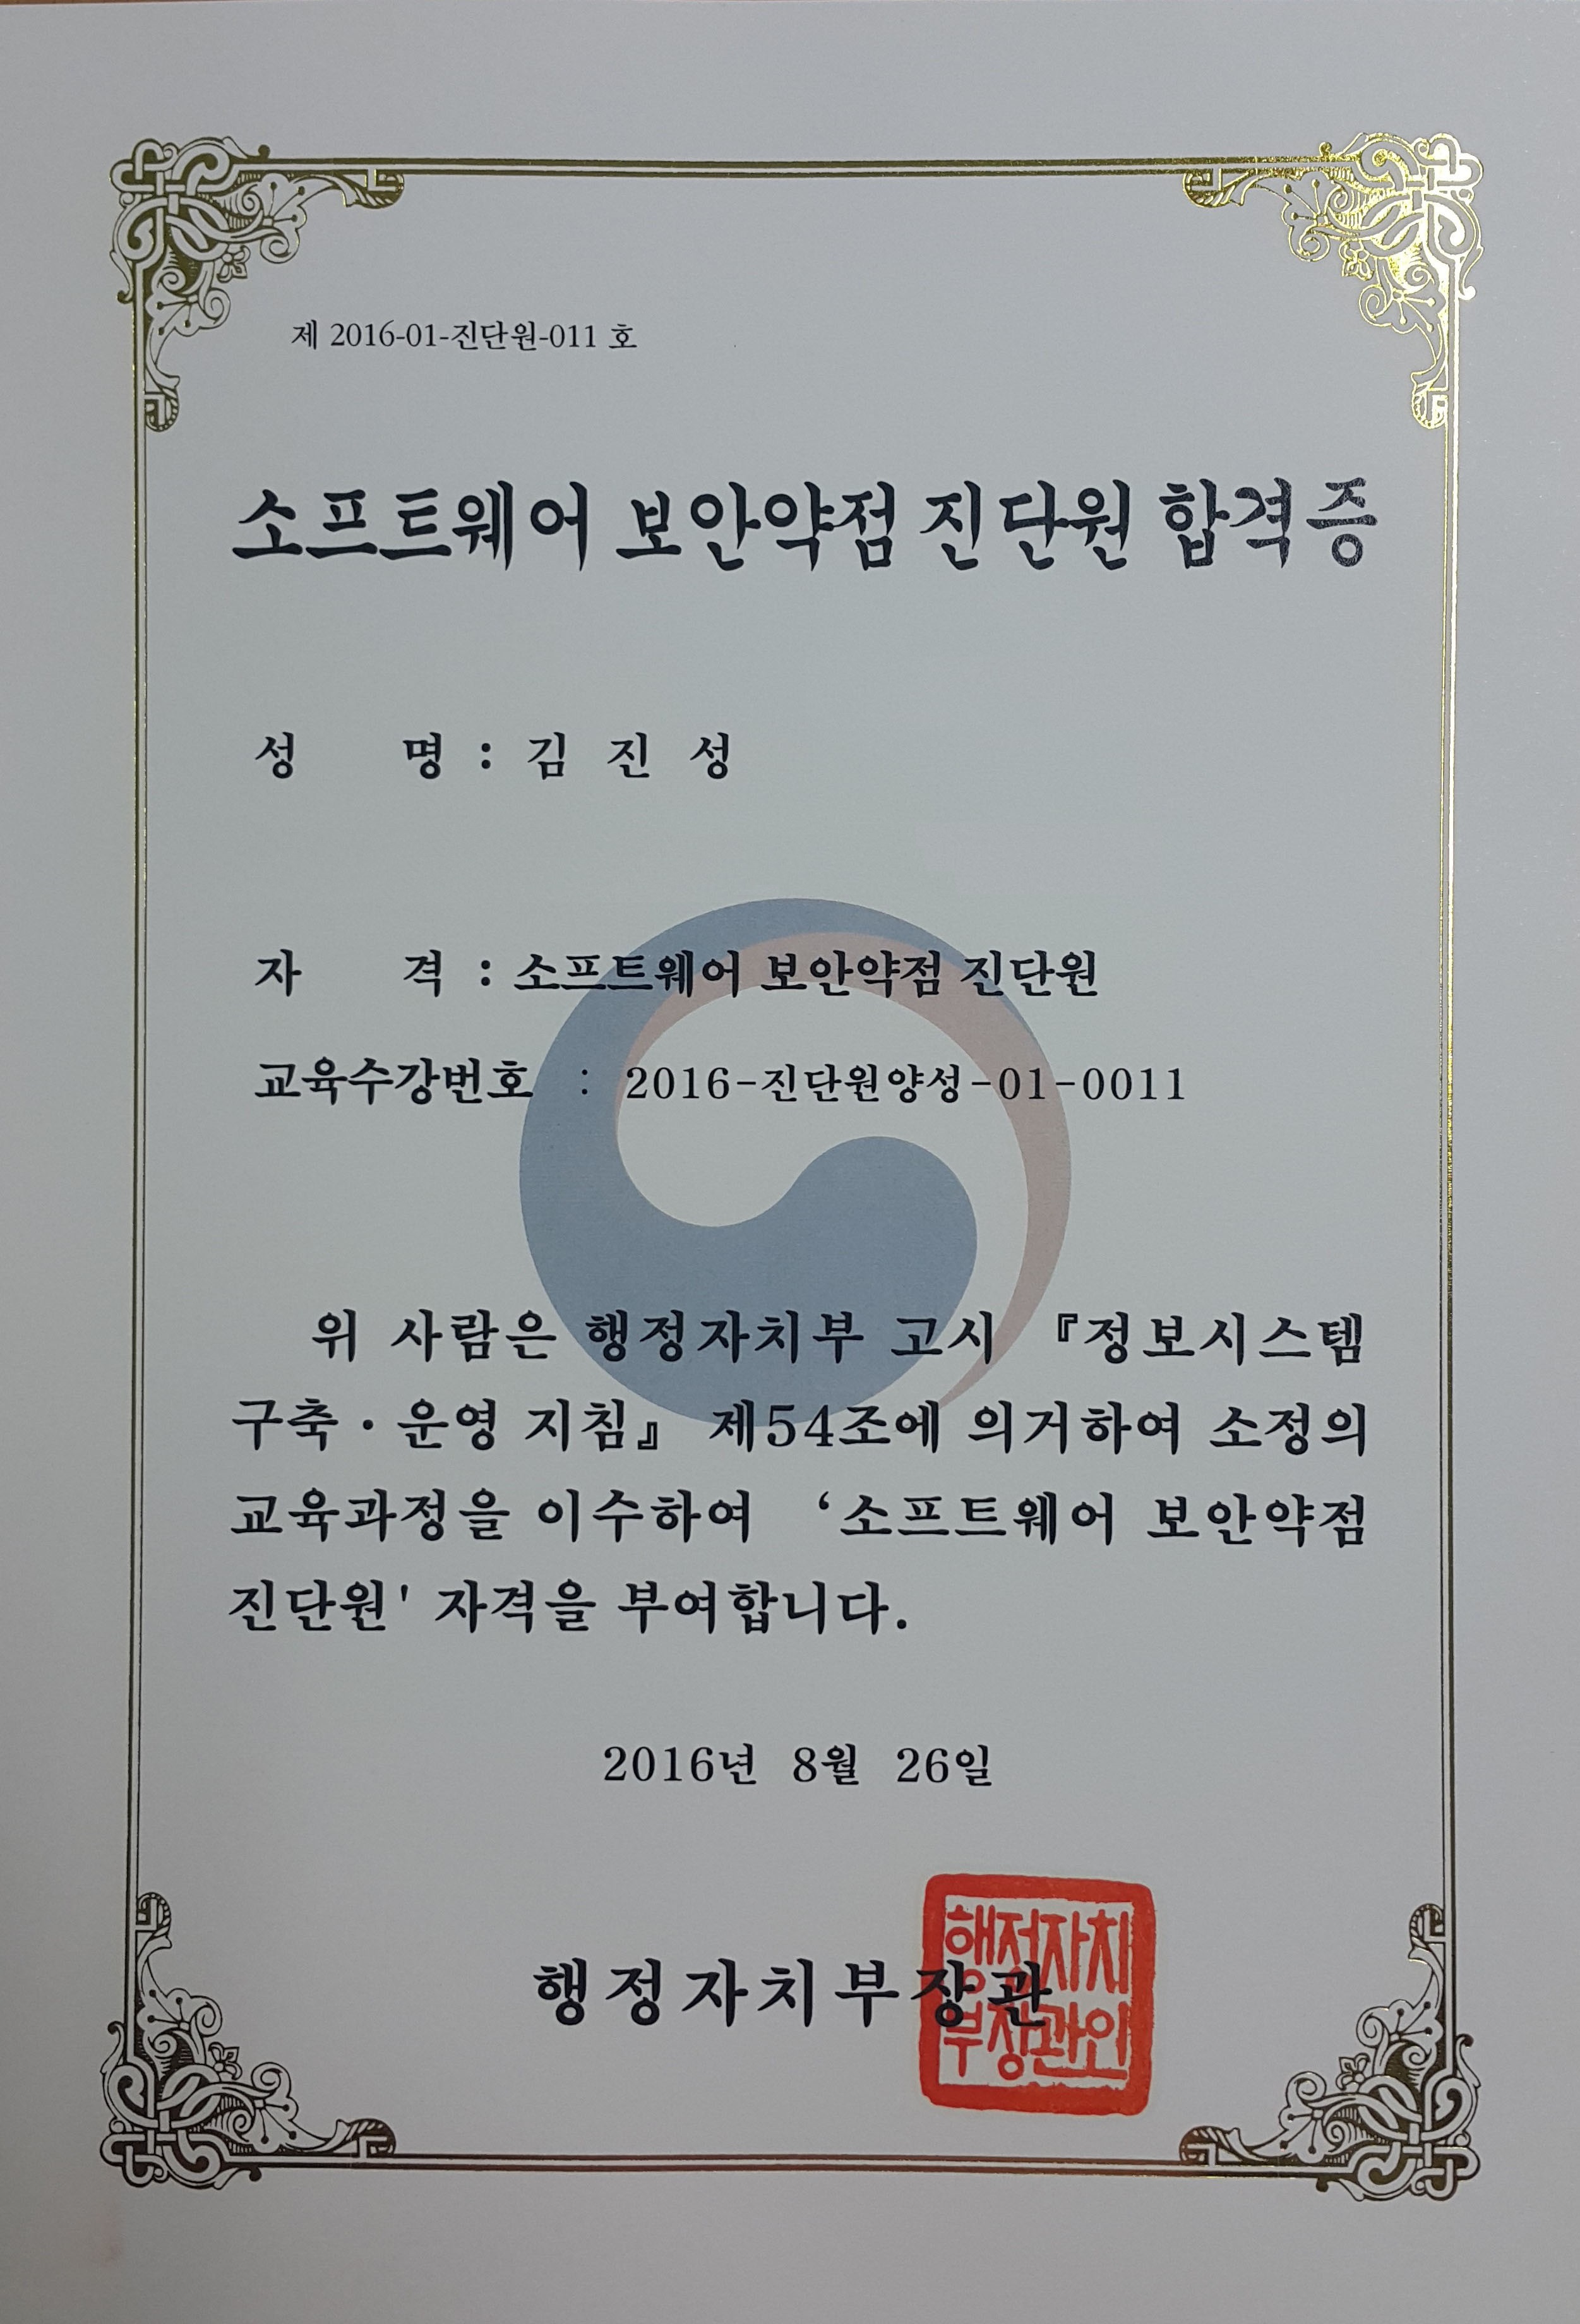 제 2016-01-진단원-011 호
소프트웨어 보안약점 진단원 합격증
성 명 : 김 진 성
자 격 : 소프트웨어 보안약점 진단원
교육수강번호 : 2016-진단원양성-01-0011
위 사람은 행정자치부 고시 『정보시스템
구축·운영 지침』 제54조에 의거하여 소정의
교육과정을 이수하여 ‘소프트웨어 보안약점
진단원' 자격을 부여합니다.
2016년 8월 26일
행정자치부장관
행정자치
부장관인